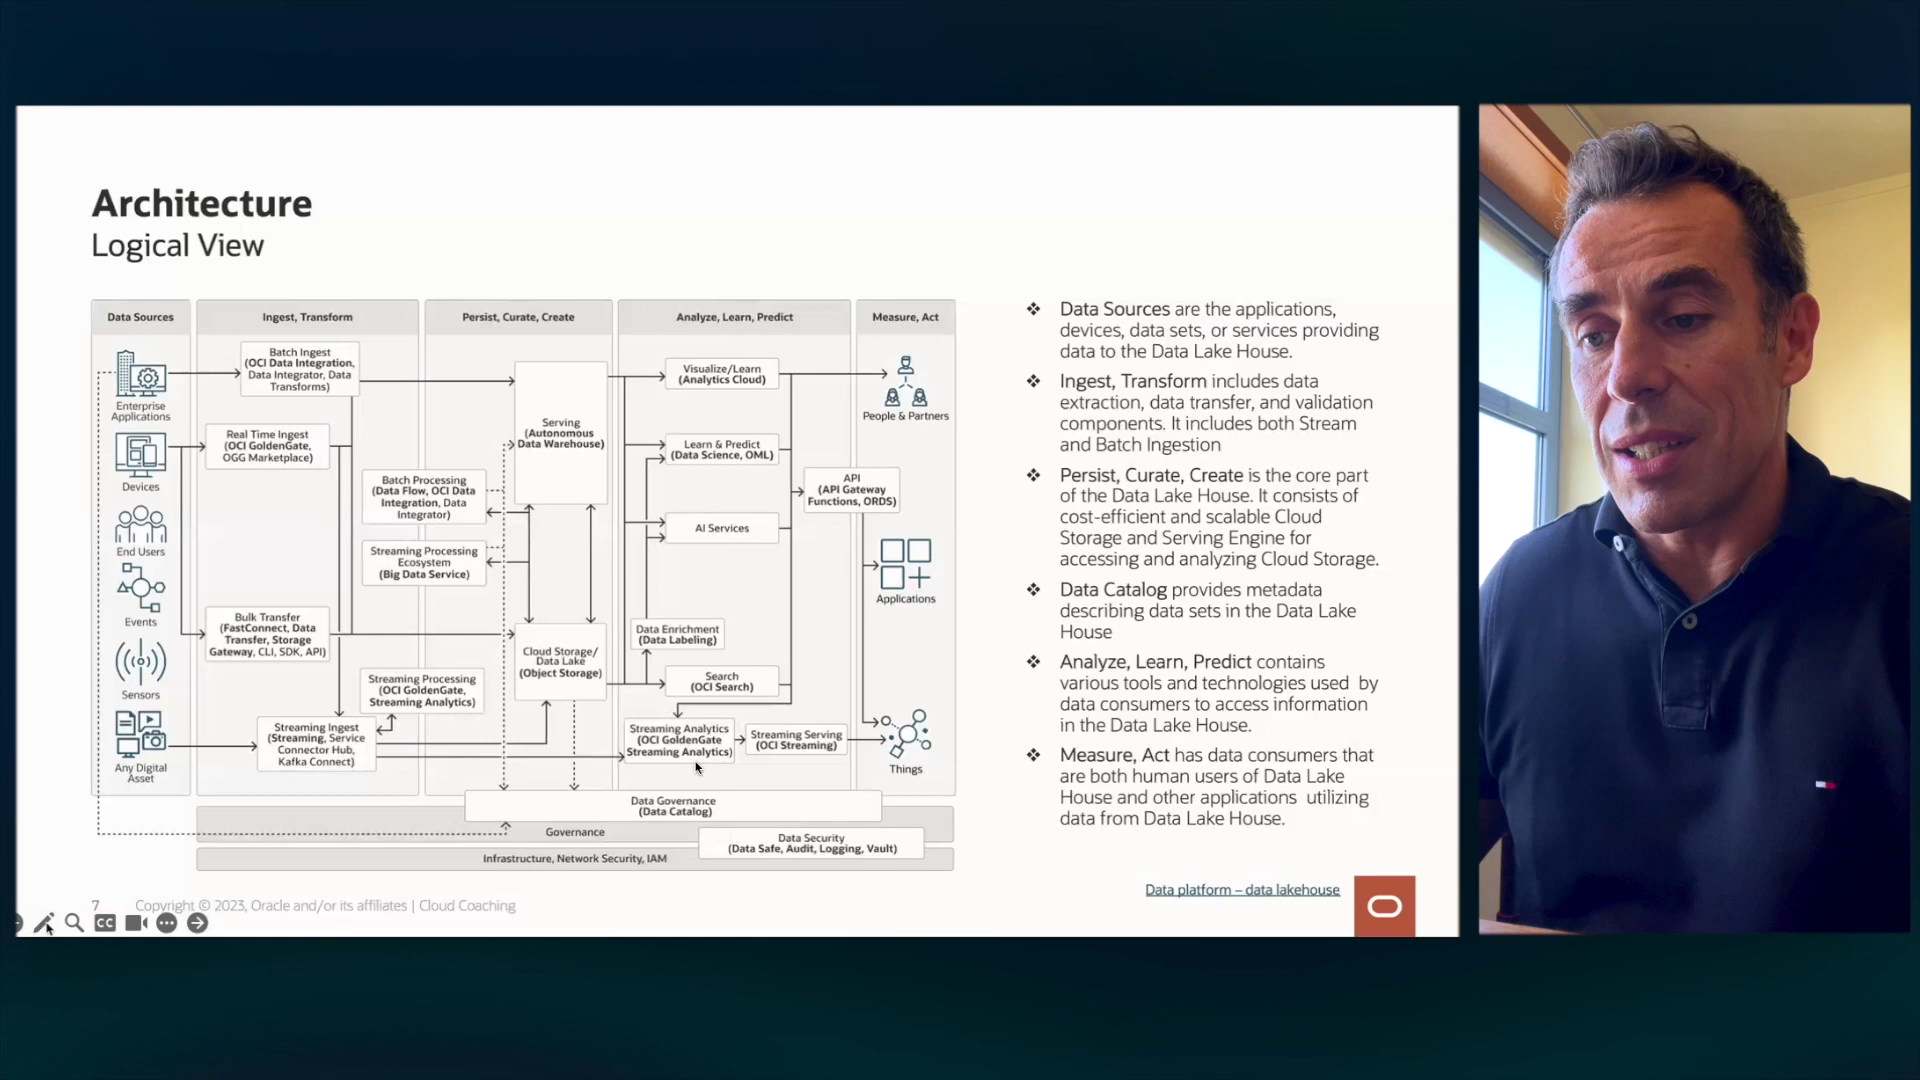 Architecture
Logical View
Data Sources
Ingest, Transform
Persist, Curate, Create
Analyze, Learn, Predict
Measure, Act
Enterprise
Applications
Devices
End Users
Events
Sensors
Any Digital
Asset
Batch Ingest
(OCI Data Integration,
Data Integrator, Data
Transforms)
Real Time Ingest
(OCI GoldenGate,
OGG Marketplace)
Bulk Transfer
(FastConnect, Data
Transfer, Storage
Gateway, CLI, SDK, API)
Streaming Ingest
(Streaming, Service
Connector Hub,
Kafka Connect)
Batch Processing
(Data Flow, OCI Data
Integration, Data
Integrator)
Streaming Processing
Ecosystem
(Big Data Service)
Streaming Processing
(OCI GoldenGate,
Streaming Analytics)
Serving
(Autonomous
Data Warehouse)
Cloud Storage/
Data Lake
(Object Storage)
Visualize/Learn
(Analytics Cloud)
Learn & Predict
(Data Science, OML)
AI Services
Data Enrichment
(Data Labeling)
Search
(OCI Search)
Streaming Analytics
(OCI GoldenGate
Streaming Analytics)
Streaming Serving
(OCI Streaming)
API
(API Gateway
Functions, ORDS)
People & Partners
Applications
Things
Data Governance
(Data Catalog)
Governance
Data Security
(Data Safe, Audit, Logging, Vault)
Infrastructure, Network Security, IAM
❖ Data Sources are the applications,
devices, data sets, or services providing
data to the Data Lake House.
❖ Ingest, Transform includes data
extraction, data transfer, and validation
components. It includes both Stream
and Batch Ingestion
❖ Persist, Curate, Create is the core part
of the Data Lake House. It consists of
cost-efficient and scalable Cloud
Storage and Serving Engine for
accessing and analyzing Cloud Storage.
❖ Data Catalog provides metadata
describing data sets in the Data Lake
House
❖ Analyze, Learn, Predict contains
various tools and technologies used by
data consumers to access information
in the Data Lake House.
❖ Measure, Act has data consumers that
are both human users of Data Lake
House and other applications utilizing
data from Data Lake House.
Data platform – data lakehouse
7 Copyright © 2023, Oracle and/or its affiliates | Cloud Coaching
CC